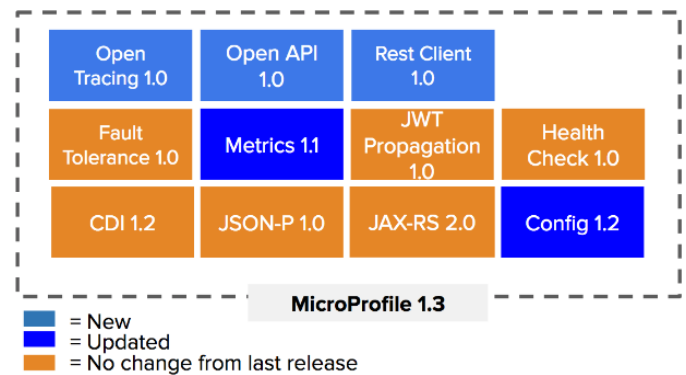 Open
Tracing 1.0
Open API
1.0
Rest Client
1.0
Fault
Tolerance 1.0
Metrics 1.1
JWT
Propagation
1.0
Health
Check 1.0
CDI 1.2
JSON-P 1.0
JAX-RS 2.0
Config 1.2
MicroProfile 1.3
= New
= Updated
= No change from last release